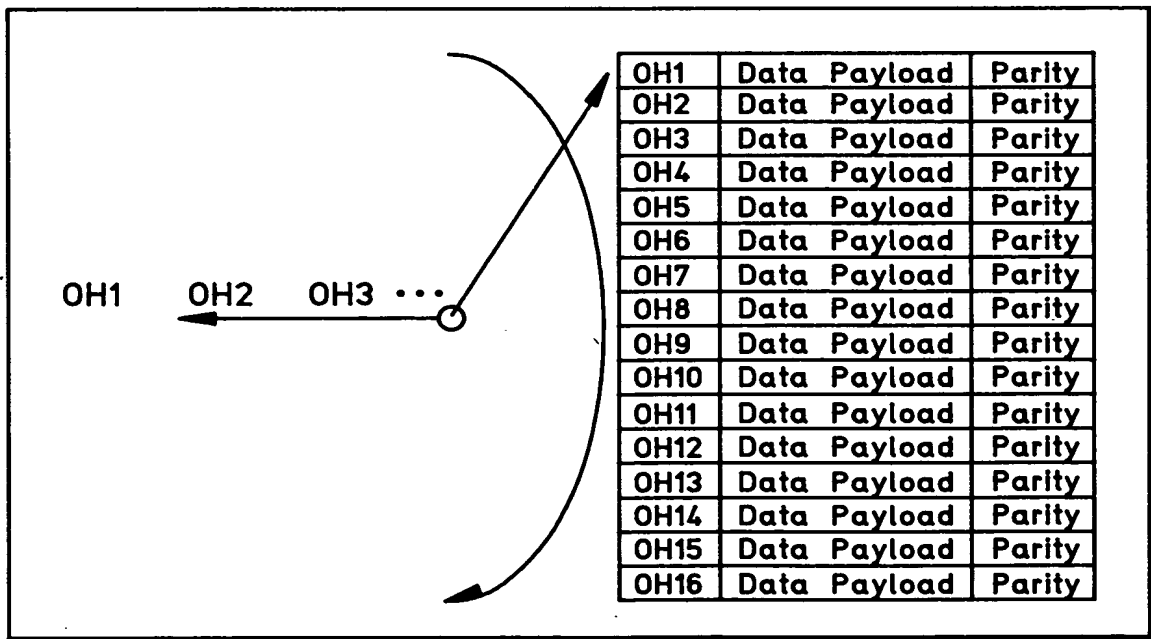 OH1 Data Payload Parity
OH2 Data Payload Parity
OH3 Data Payload Parity
OH4 Data Payload Parity
OH5 Data Payload Parity
OH6 Data Payload Parity
OH7 Data Payload Parity
OH8 Data Payload Parity
OH9 Data Payload Parity
OH10 Data Payload Parity
OH11 Data Payload Parity
OH12 Data Payload Parity
OH13 Data Payload Parity
OH14 Data Payload Parity
OH15 Data Payload Parity
OH16 Data Payload Parity
OH1 OH2 OH3 ···